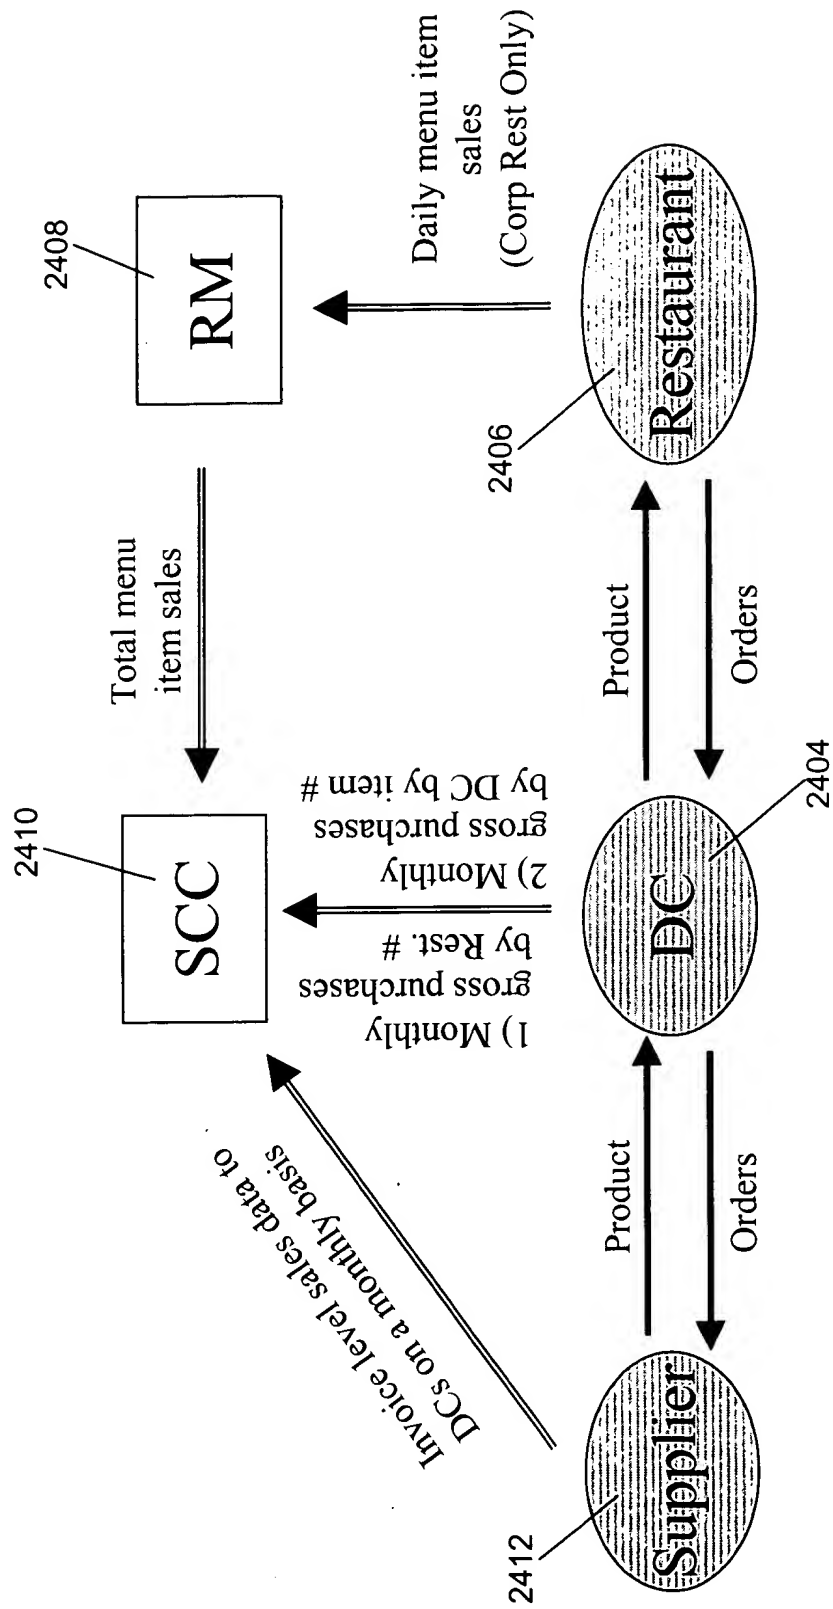 2410
SCC
Total menu
item sales
2408
RM
Invoice level sales data to
DCs on a monthly basis
1) Monthly
gross purchases
by Rest. #
2) Monthly
gross purchases
by DC by item #
Daily menu item
sales
(Corp Rest Only)
2412
Supplier
Product
Orders
DC
2404
Product
Orders
2406
Restaurant